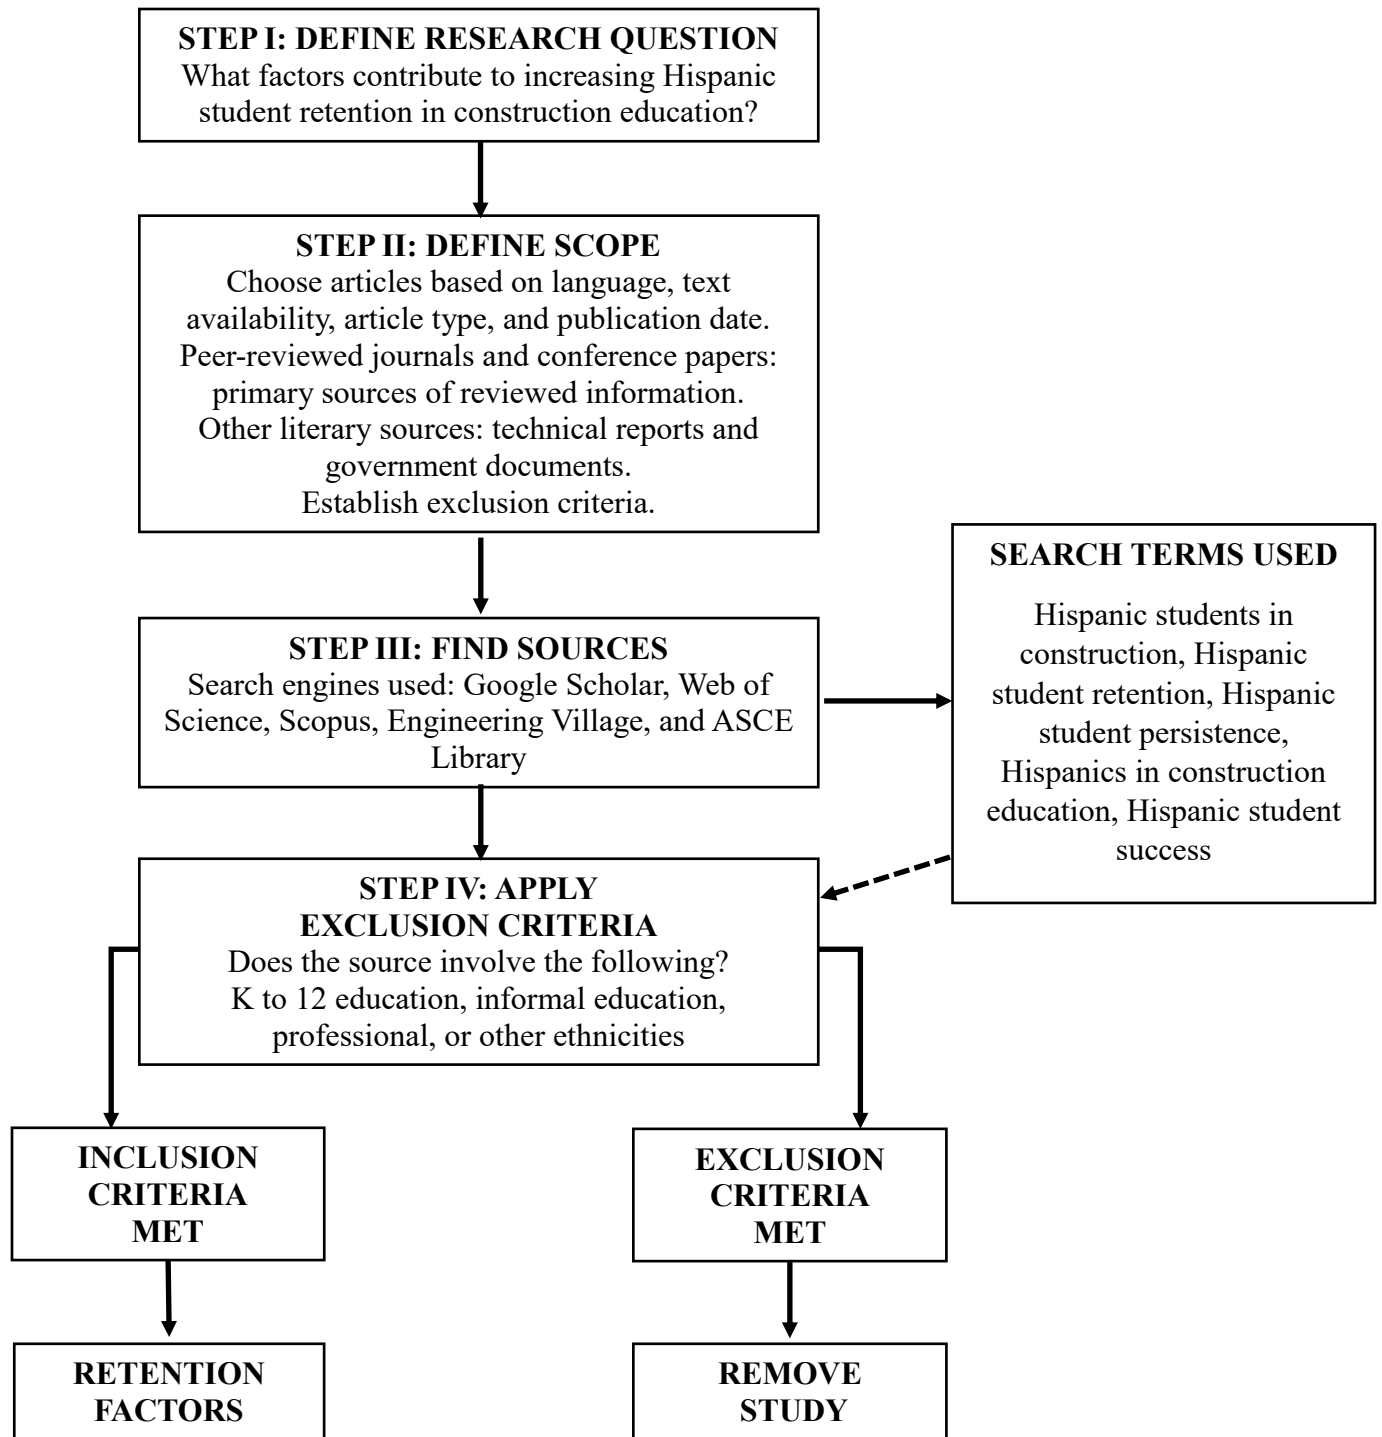 STEP I: DEFINE RESEARCH QUESTION
What factors contribute to increasing Hispanic
student retention in construction education?
STEP II: DEFINE SCOPE
Choose articles based on language, text
availability, article type, and publication date.
Peer-reviewed journals and conference papers:
primary sources of reviewed information.
Other literary sources: technical reports and
government documents.
Establish exclusion criteria.
STEP III: FIND SOURCES
Search engines used: Google Scholar, Web of
Science, Scopus, Engineering Village, and ASCE
Library
SEARCH TERMS USED
Hispanic students in
construction, Hispanic
student retention, Hispanic
student persistence,
Hispanics in construction
education, Hispanic student
success
STEP IV: APPLY
EXCLUSION CRITERIA
Does the source involve the following?
K to 12 education, informal education,
professional, or other ethnicities
INCLUSION
CRITERIA
MET
EXCLUSION
CRITERIA
MET
RETENTION
FACTORS
REMOVE
STUDY